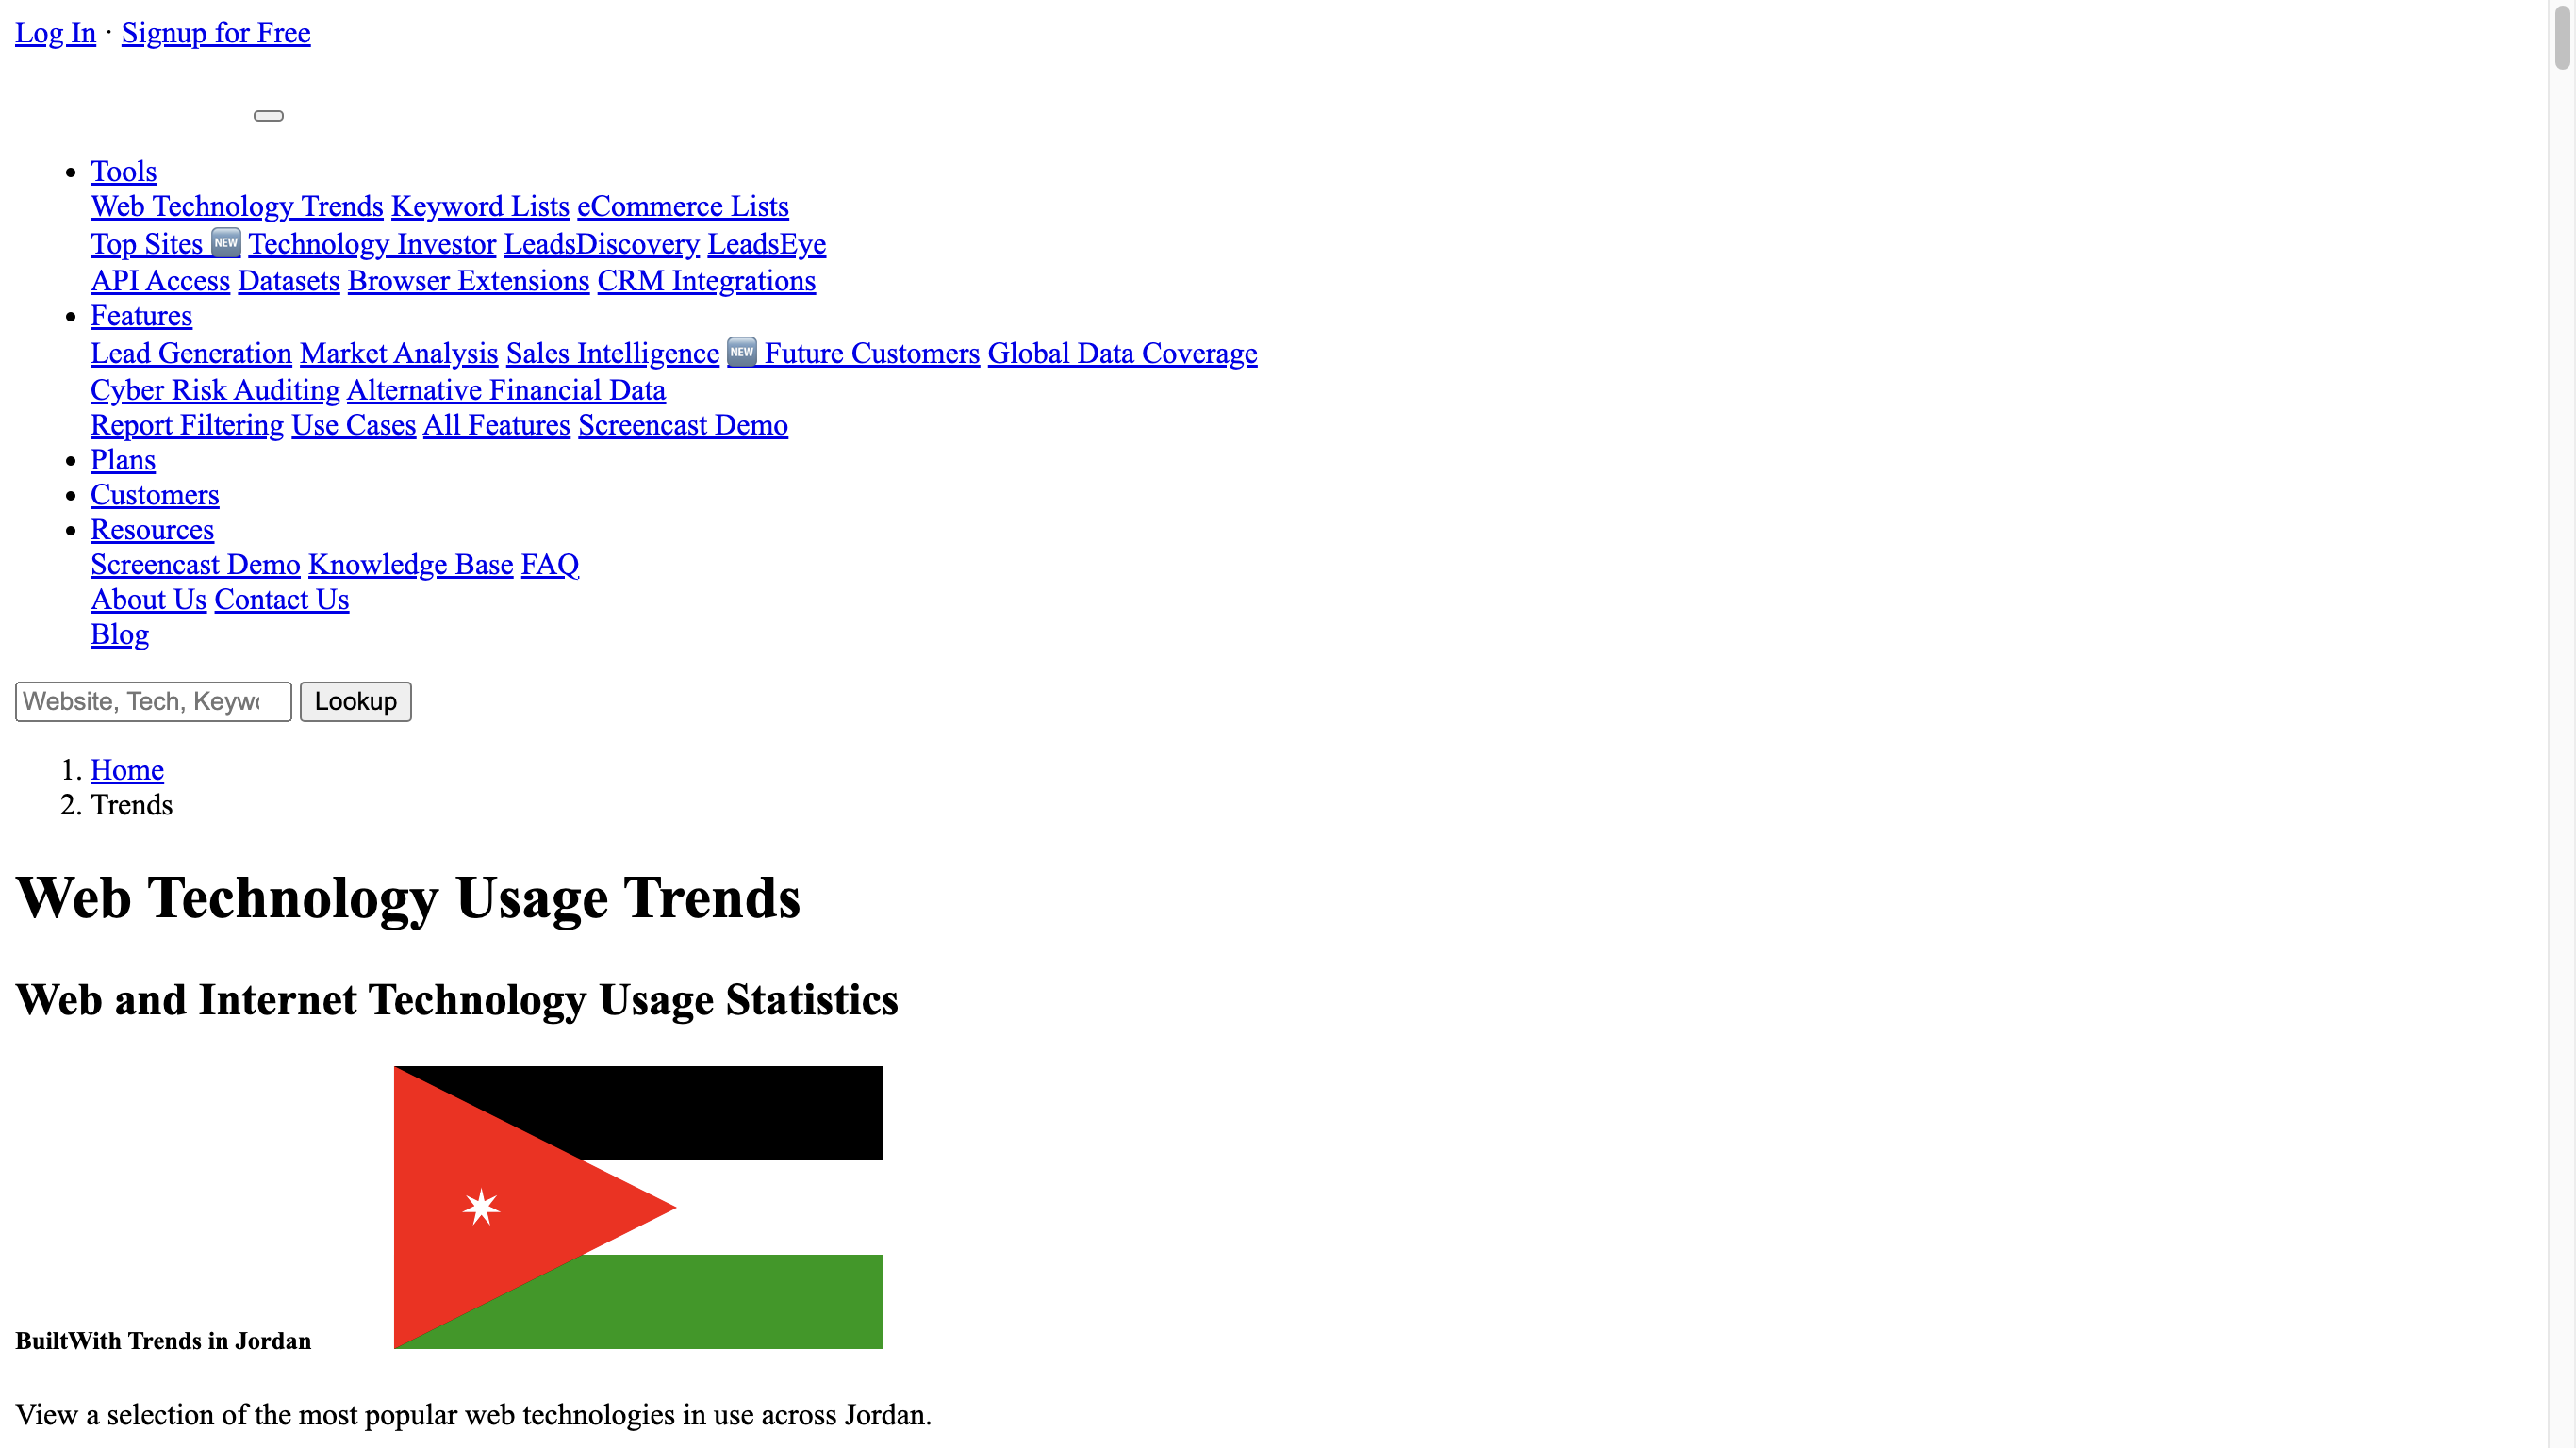 Log In · Signup for Free
Tools
Web Technology Trends Keyword Lists eCommerce Lists
Top Sites 🆕 Technology Investor LeadsDiscovery LeadsEye
API Access Datasets Browser Extensions CRM Integrations
Features
Lead Generation Market Analysis Sales Intelligence 🆕 Future Customers Global Data Coverage
Cyber Risk Auditing Alternative Financial Data
Report Filtering Use Cases All Features Screencast Demo
Plans
Customers
Resources
Screencast Demo Knowledge Base FAQ
About Us Contact Us
Blog
Website, Tech, Keyw Lookup
1. Home
2. Trends
Web Technology Usage Trends
Web and Internet Technology Usage Statistics
BuiltWith Trends in Jordan
View a selection of the most popular web technologies in use across Jordan.